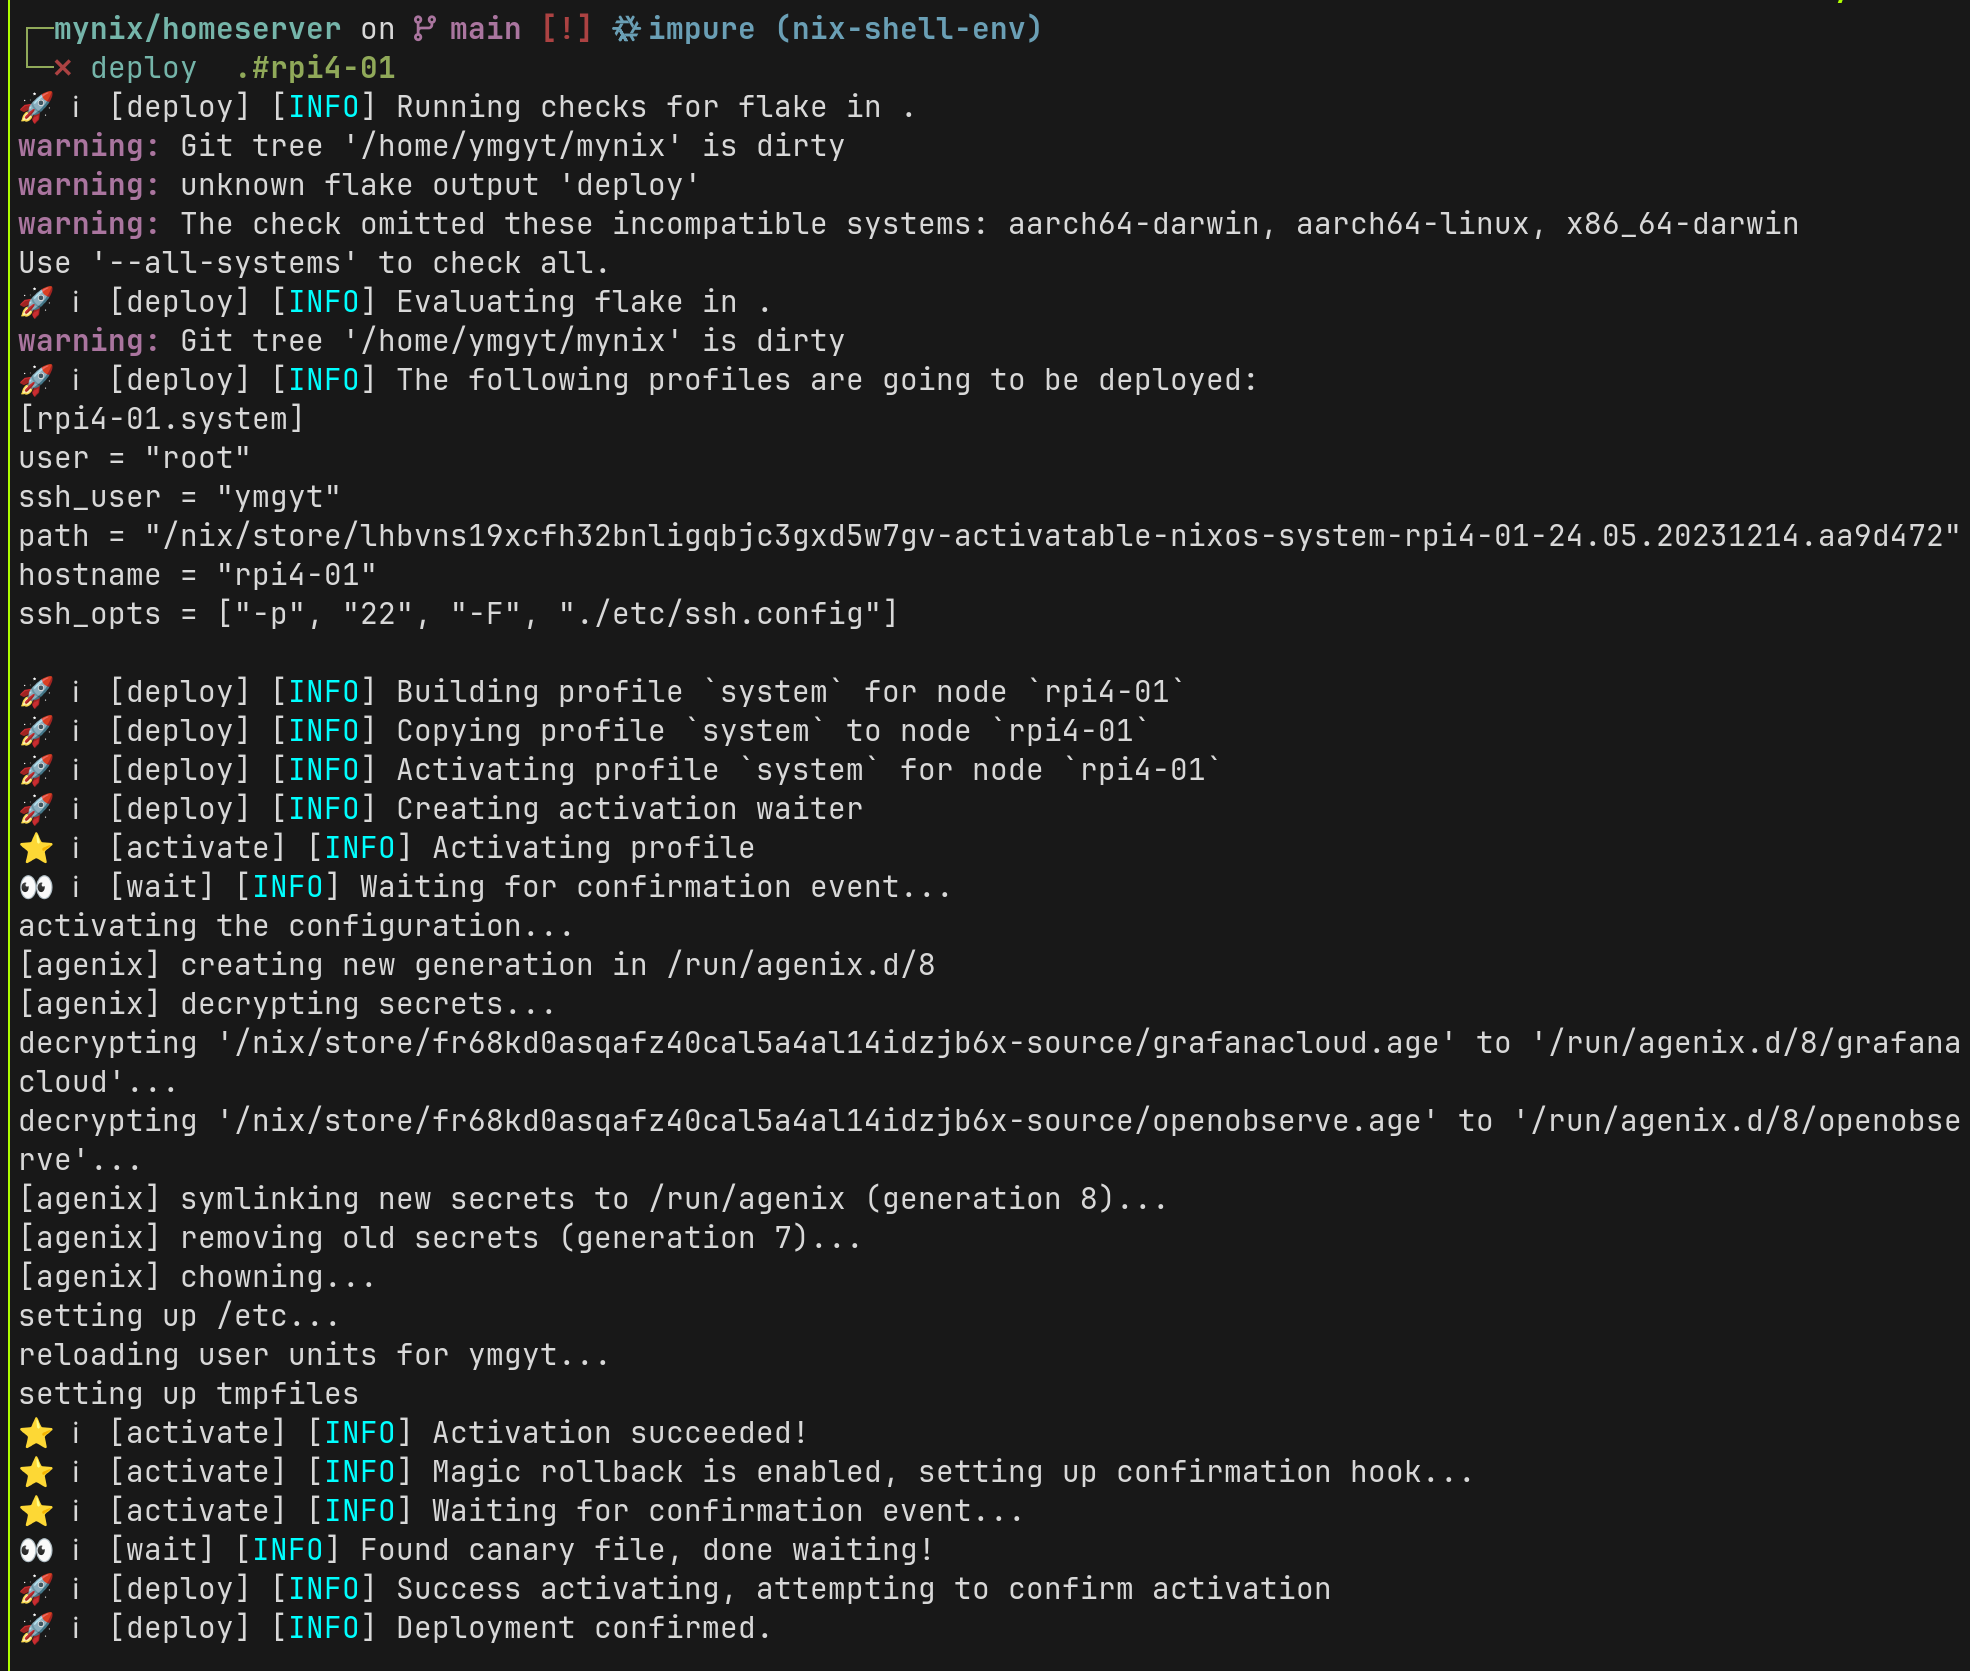 mynix/homeserver on main [!] impure (nix-shell-env)
× deploy .#rpi4-01
🚀 ℹ [deploy] [INFO] Running checks for flake in .
warning: Git tree '/home/ymgyt/mynix' is dirty
warning: unknown flake output 'deploy'
warning: The check omitted these incompatible systems: aarch64-darwin, aarch64-linux, x86_64-darwin
Use '--all-systems' to check all.
🚀 ℹ [deploy] [INFO] Evaluating flake in .
warning: Git tree '/home/ymgyt/mynix' is dirty
🚀 ℹ [deploy] [INFO] The following profiles are going to be deployed:
[rpi4-01.system]
user = "root"
ssh_user = "ymgyt"
path = "/nix/store/lhbvns19xcfh32bnligqbjc3gxd5w7gv-activatable-nixos-system-rpi4-01-24.05.20231214.aa9d472"
hostname = "rpi4-01"
ssh_opts = ["-p", "22", "-F", "./etc/ssh.config"]
🚀 ℹ [deploy] [INFO] Building profile `system` for node `rpi4-01`
🚀 ℹ [deploy] [INFO] Copying profile `system` to node `rpi4-01`
🚀 ℹ [deploy] [INFO] Activating profile `system` for node `rpi4-01`
🚀 ℹ [deploy] [INFO] Creating activation waiter
⭐ ℹ [activate] [INFO] Activating profile
👀 ℹ [wait] [INFO] Waiting for confirmation event...
activating the configuration...
[agenix] creating new generation in /run/agenix.d/8
[agenix] decrypting secrets...
decrypting '/nix/store/fr68kd0asqafz40cal5a4al14idzjb6x-source/grafanacloud.age' to '/run/agenix.d/8/grafana
cloud'...
decrypting '/nix/store/fr68kd0asqafz40cal5a4al14idzjb6x-source/openobserve.age' to '/run/agenix.d/8/openobse
rve'...
[agenix] symlinking new secrets to /run/agenix (generation 8)...
[agenix] removing old secrets (generation 7)...
[agenix] chowning...
setting up /etc...
reloading user units for ymgyt...
setting up tmpfiles
⭐ ℹ [activate] [INFO] Activation succeeded!
⭐ ℹ [activate] [INFO] Magic rollback is enabled, setting up confirmation hook...
⭐ ℹ [activate] [INFO] Waiting for confirmation event...
👀 ℹ [wait] [INFO] Found canary file, done waiting!
🚀 ℹ [deploy] [INFO] Success activating, attempting to confirm activation
🚀 ℹ [deploy] [INFO] Deployment confirmed.